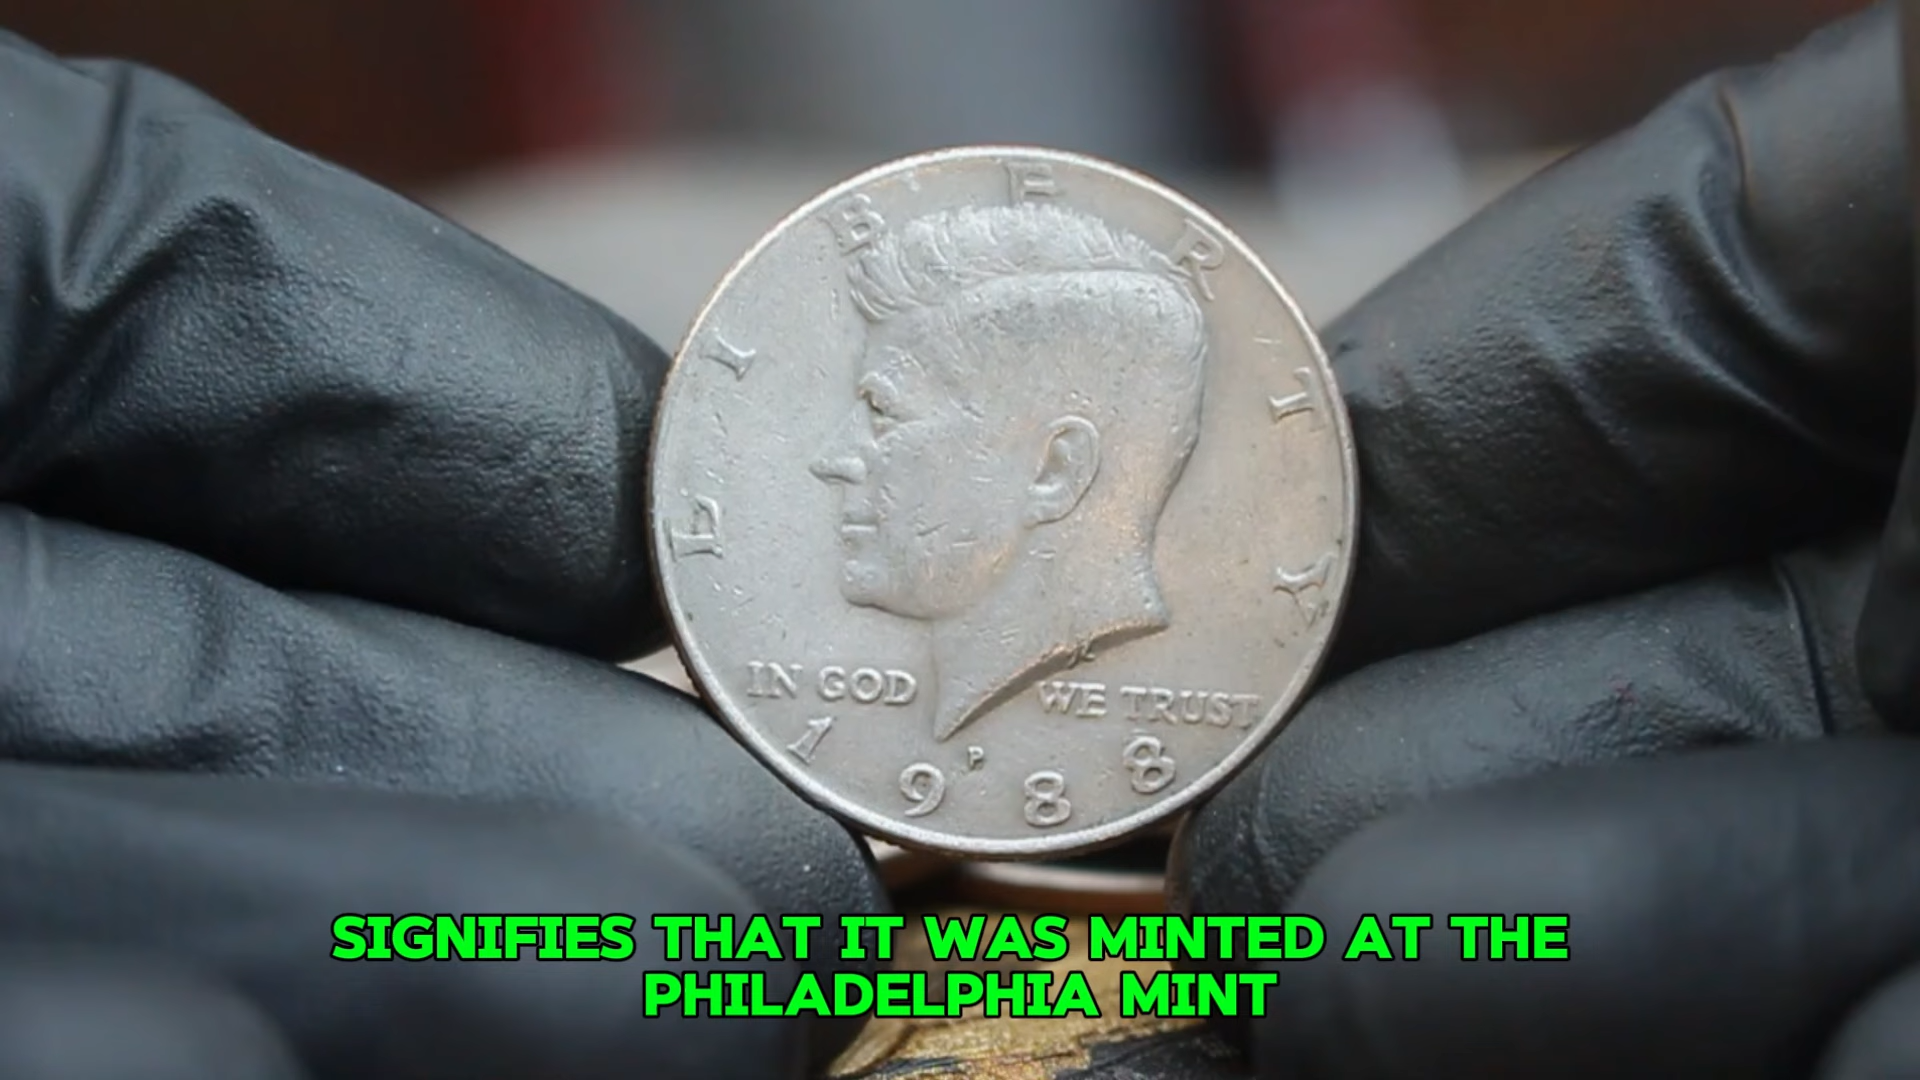 LIBERTY
IN GOD WE TRUST
P
1988
SIGNIFIES THAT IT WAS MINTED AT THE
PHILADELPHIA MINT